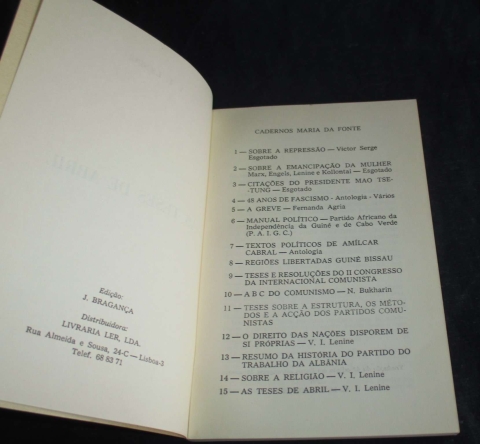 Edição:
J. BRAGANÇA
Distribuidora:
LIVRARIA LER, LDA.
Rua Almeida e Sousa, 24-C — Lisboa-2
Telef. 68 83 71
CADERNOS MARIA DA FONTE
1 — SOBRE A REPRESSÃO — Victor Serge
Esgotado
2 — SOBRE A EMANCIPAÇÃO DA MULHER
Marx, Engels, Lenine e Kollontai — Esgotado
3 — CITAÇÕES DO PRESIDENTE MAO TSE-
TUNG — Esgotado
4 — 48 ANOS DE FASCISMO - Antologia - Vários
5 — A GREVE — Fernanda Agria
6 — MANUAL POLÍTICO — Partido Africano da
Independência da Guiné e de Cabo Verde
(P. A. I. G. C.)
7 — TEXTOS POLÍTICOS DE AMÍLCAR
CABRAL — Antologia
8 — REGIÕES LIBERTADAS GUINÉ BISSAU
9 — TESES E RESOLUÇÕES DO II CONGRESSO
DA INTERNACIONAL COMUNISTA
10 — A B C DO COMUNISMO — N. Bukharin
11 — TESES SOBRE A ESTRUTURA, OS MÉTO-
DOS E A ACÇÃO DOS PARTIDOS COMU-
NISTAS
12 — O DIREITO DAS NAÇÕES DISPOREM DE
SI PRÓPRIAS — V. I. Lenine
13 — RESUMO DA HISTÓRIA DO PARTIDO DO
TRABALHO DA ALBÂNIA
14 — SOBRE A RELIGIÃO — V. I. Lenine
15 — AS TESES DE ABRIL — V. I. Lenine